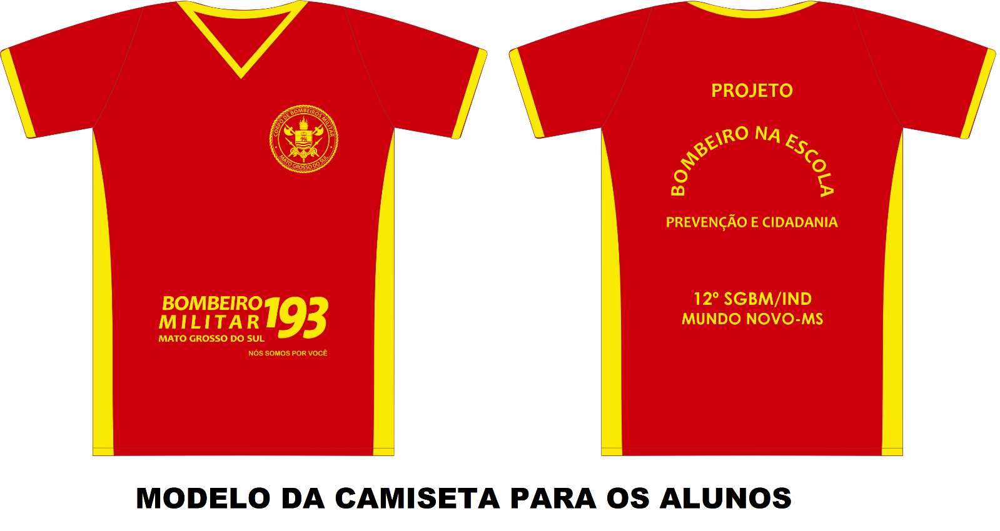 CORPO DE BOMBEIROS MILITAR
MATO GROSSO DO SUL
BOMBEIRO
MILITAR
193
MATO GROSSO DO SUL
NÓS SOMOS POR VOCÊ
PROJETO
BOMBEIRO NA ESCOLA
PREVENÇÃO E CIDADANIA
12º SGBM/IND
MUNDO NOVO-MS
MODELO DA CAMISETA PARA OS ALUNOS